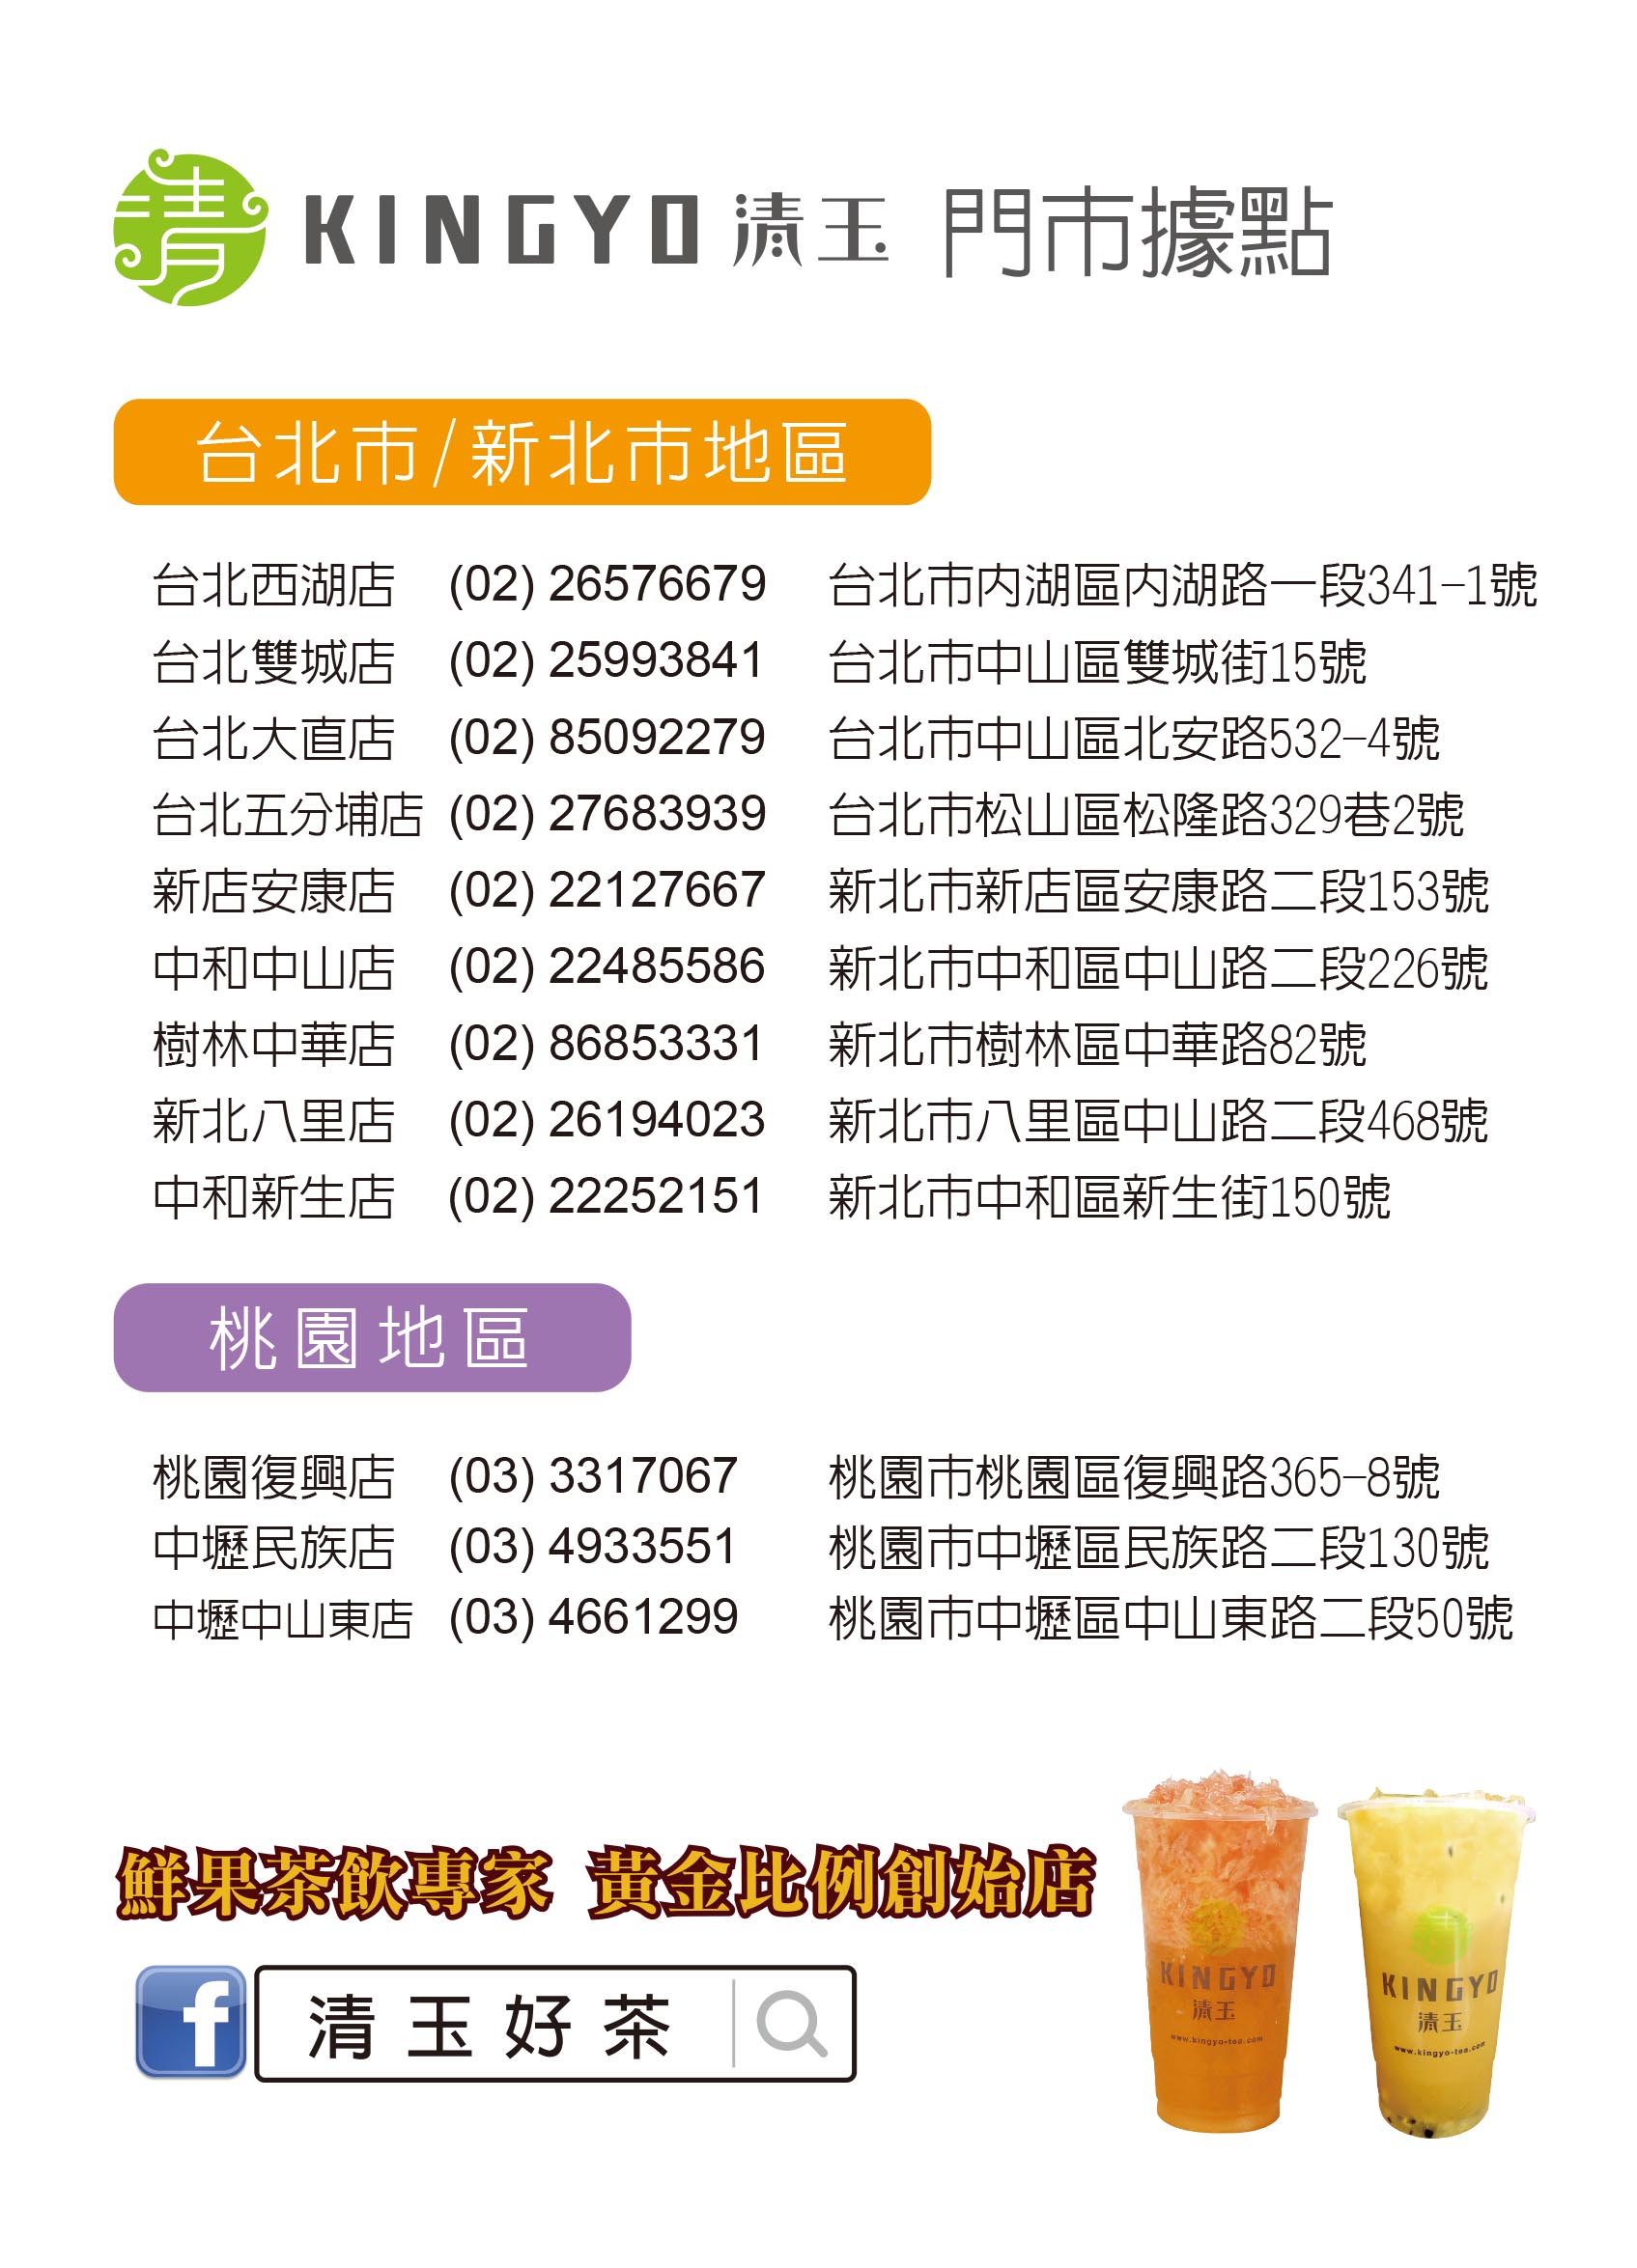 清
KINGYO 清玉 門市據點
台北市/新北市地區
台北西湖店 (02) 26576679 台北市內湖區內湖路一段341-1號
台北雙城店 (02) 25993841 台北市中山區雙城街15號
台北大直店 (02) 85092279 台北市中山區北安路532-4號
台北五分埔店 (02) 27683939 台北市松山區松隆路329巷2號
新店安康店 (02) 22127667 新北市新店區安康路二段153號
中和中山店 (02) 22485586 新北市中和區中山路二段226號
樹林中華店 (02) 86853331 新北市樹林區中華路82號
新北八里店 (02) 26194023 新北市八里區中山路二段468號
中和新生店 (02) 22252151 新北市中和區新生街150號
桃園地區
桃園復興店 (03) 3317067 桃園市桃園區復興路365-8號
中壢民族店 (03) 4933551 桃園市中壢區民族路二段130號
中壢中山東店 (03) 4661299 桃園市中壢區中山東路二段50號
鮮果茶飲專家 黃金比例創始店
f 清玉好茶
KINGYO
清玉
www.kingyo-tea.com
KINGYO
清玉
www.kingyo-tea.com